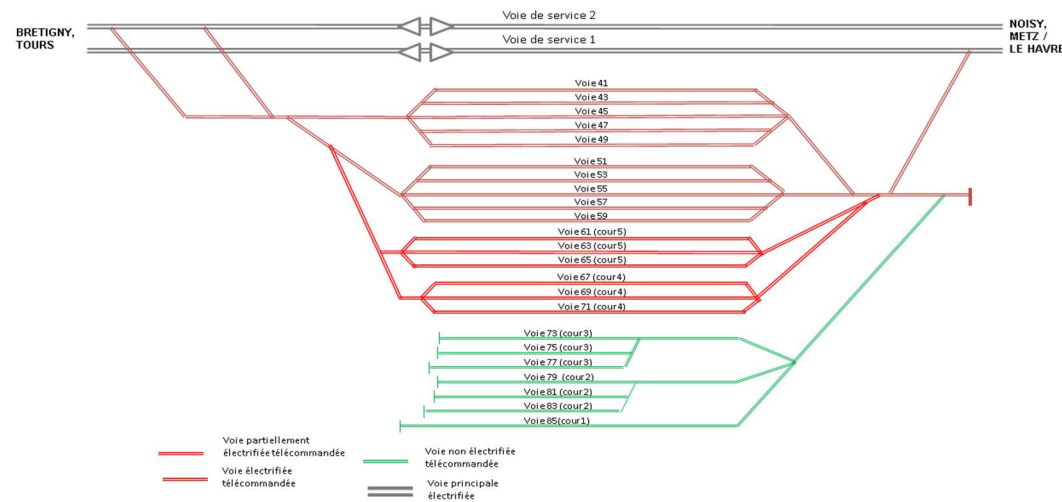 Voie de service 2
BRETIGNY,
TOURS
NOISY,
METZ /
LE HAVRE
Voie de service 1
Voie 41
Voie 43
Voie 45
Voie 47
Voie 49
Voie 51
Voie 53
Voie 55
Voie 57
Voie 59
Voie 61 (cour5)
Voie 63 (cour5)
Voie 65 (cour5)
Voie 67 (cour4)
Voie 69 (cour4)
Voie 71 (cour4)
Voie 73 (cour3)
Voie 75 (cour3)
Voie 77 (cour3)
Voie 79 (cour2)
Voie 81 (cour2)
Voie 83 (cour2)
Voie 85(cour1)
Voie partiellement
électrifiée télécommandée
Voie électrifiée
télécommandée
Voie non électrifiée
télécommandée
Voie principale
électrifiée